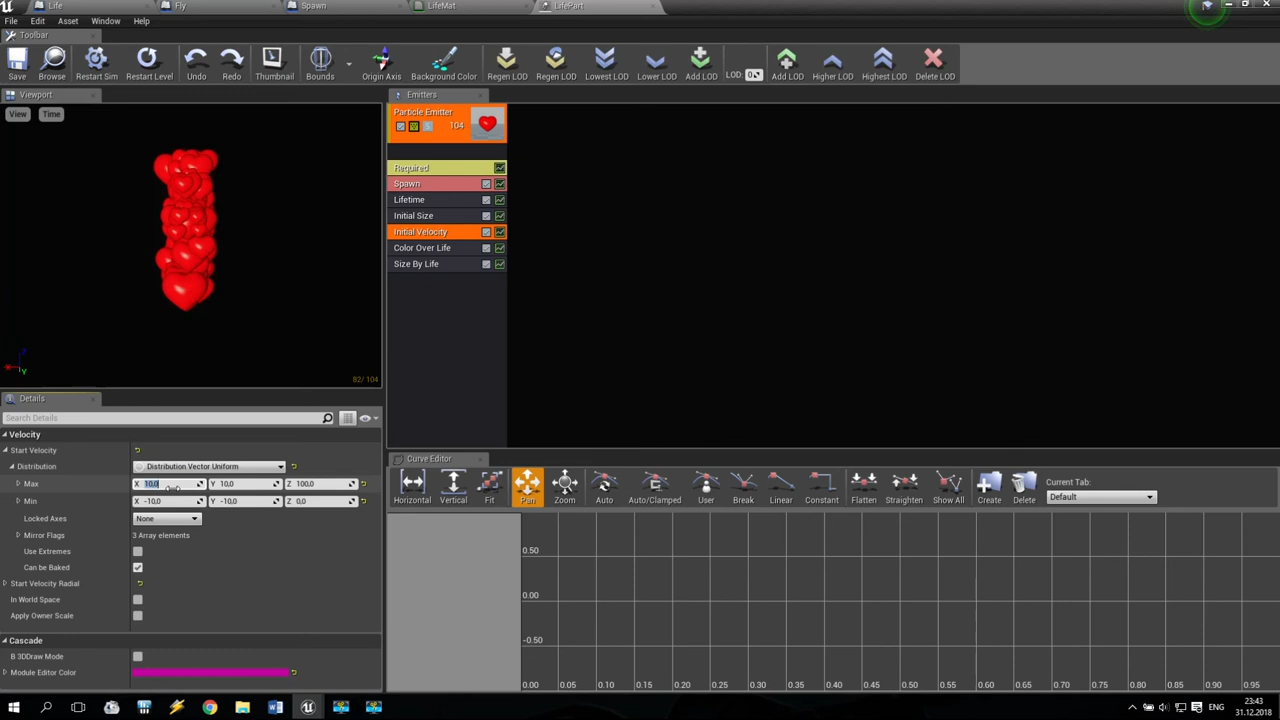 Life
Fly
Spawn
LifeMat
LifePart
File Edit Asset Window Help
Toolbar
Save
Browse
Restart Sim
Restart Level
Undo
Redo
Thumbnail
Bounds
Origin Axis
Background Color
Regen LOD
Regen LOD
Lowest LOD
Lower LOD
Add LOD
LOD: 0
Add LOD
Higher LOD
Highest LOD
Delete LOD
Viewport
View
Time
82/ 104
Emitters
Particle Emitter
104
Required
Spawn
Lifetime
Initial Size
Initial Velocity
Color Over Life
Size By Life
Details
Search Details
Velocity
Start Velocity
Distribution Distribution Vector Uniform
Max X 10,0 Y 10,0 Z 100,0
Min X -10,0 Y -10,0 Z 0,0
Locked Axes None
Mirror Flags 3 Array elements
Use Extremes
Can be Baked
Start Velocity Radial
In World Space
Apply Owner Scale
Cascade
B 3DDraw Mode
Module Editor Color
Curve Editor
Horizontal
Vertical
Fit
Pan
Zoom
Auto
Auto/Clamped
User
Break
Linear
Constant
Flatten
Straighten
Show All
Create
Delete
Current Tab:
Default
0.50
0.00
-0.50
0.00 0.05 0.10 0.15 0.20 0.25 0.30 0.35 0.40 0.45 0.50 0.55 0.60 0.65 0.70 0.75 0.80 0.85 0.90 0.95
ENG
23:43
31.12.2018